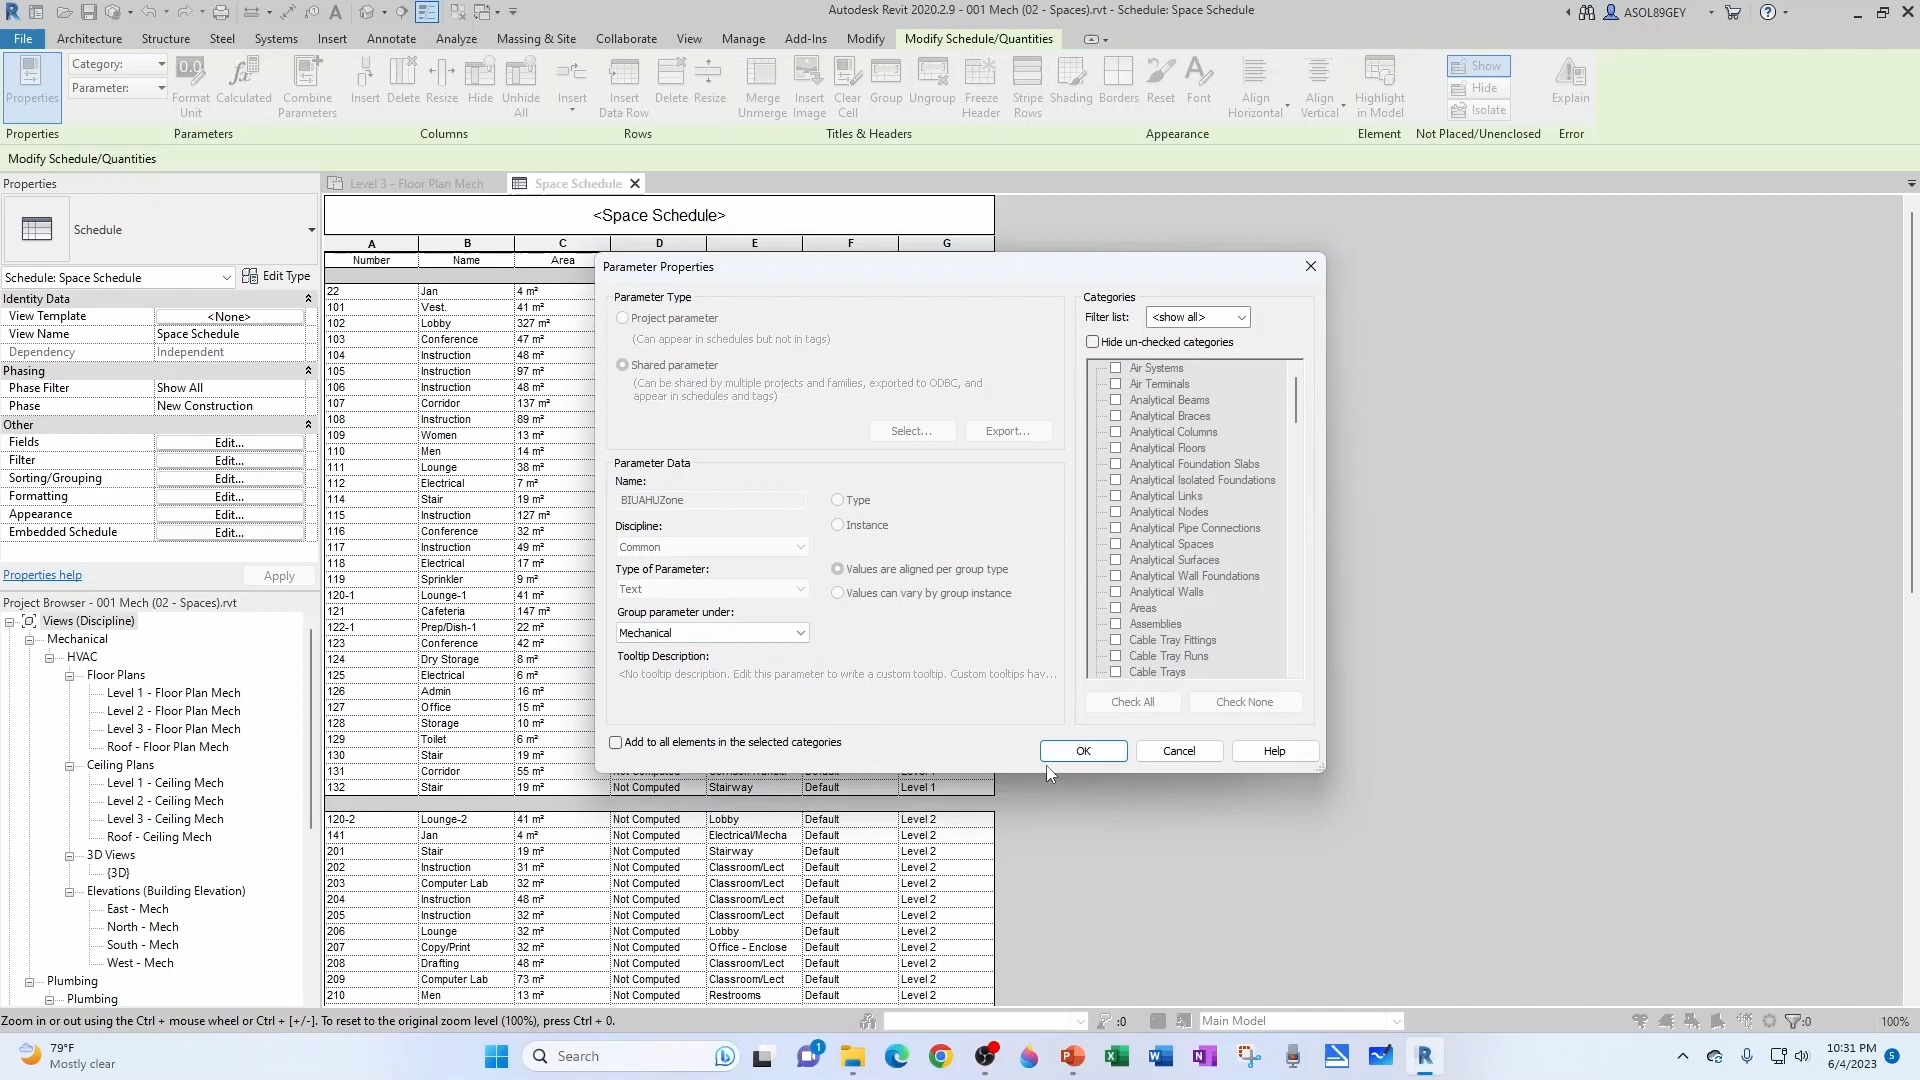 Autodesk Revit 2020.2.9 - 001 Mech (02 - Spaces).rvt - Schedule: Space Schedule
ASOL89GEY
File Architecture Structure Steel Systems Insert Annotate Analyze Massing & Site Collaborate View Manage Add-Ins Modify Modify Schedule/Quantities
Properties
Category:
Parameter:
Format Unit
Calculated
Combine Parameters
Insert Delete Resize Hide Unhide All
Insert
Insert Data Row
Delete Resize
Merge Unmerge
Insert Image
Clear Cell
Group Ungroup
Freeze Header
Stripe Rows
Shading Borders Reset Font
Align Horizontal
Align Vertical
Highlight in Model
Show
Hide
Isolate
Explain
Properties Parameters Columns Rows Titles & Headers Appearance Element Not Placed/Unenclosed Error
Modify Schedule/Quantities
Properties
Schedule
Schedule: Space Schedule
Edit Type
Identity Data
View Template <None>
View Name Space Schedule
Dependency Independent
Phasing
Phase Filter Show All
Phase New Construction
Other
Fields Edit...
Filter Edit...
Sorting/Grouping Edit...
Formatting Edit...
Appearance Edit...
Embedded Schedule Edit...
Properties help Apply
Project Browser - 001 Mech (02 - Spaces).rvt
Views (Discipline)
Mechanical
HVAC
Floor Plans
Level 1 - Floor Plan Mech
Level 2 - Floor Plan Mech
Level 3 - Floor Plan Mech
Roof - Floor Plan Mech
Ceiling Plans
Level 1 - Ceiling Mech
Level 2 - Ceiling Mech
Level 3 - Ceiling Mech
Roof - Ceiling Mech
3D Views
{3D}
Elevations (Building Elevation)
East - Mech
North - Mech
South - Mech
West - Mech
Plumbing
Plumbing
Level 3 - Floor Plan Mech
Space Schedule
<Space Schedule>
A B C D E F G
Number Name Area
22 Jan 4 m²
101 Vest. 41 m²
102 Lobby 327 m²
103 Conference 47 m²
104 Instruction 48 m²
105 Instruction 97 m²
106 Instruction 48 m²
107 Corridor 137 m²
108 Instruction 89 m²
109 Women 13 m²
110 Men 14 m²
111 Lounge 38 m²
112 Electrical 7 m²
114 Stair 19 m²
115 Instruction 127 m²
116 Conference 32 m²
117 Instruction 49 m²
118 Electrical 17 m²
119 Sprinkler 9 m²
120-1 Lounge-1 41 m²
121 Cafeteria 147 m²
122-1 Prep/Dish-1 22 m²
123 Conference 42 m²
124 Dry Storage 8 m²
125 Electrical 6 m²
126 Admin 16 m²
127 Office 15 m²
128 Storage 10 m²
129 Toilet 6 m²
130 Stair 19 m²
131 Corridor 55 m²
132 Stair 19 m² Not Computed Stairway Default Level 1
120-2 Lounge-2 41 m² Not Computed Lobby Default Level 2
141 Jan 4 m² Not Computed Electrical/Mecha Default Level 2
201 Stair 19 m² Not Computed Stairway Default Level 2
202 Instruction 31 m² Not Computed Classroom/Lect Default Level 2
203 Computer Lab 32 m² Not Computed Classroom/Lect Default Level 2
204 Instruction 48 m² Not Computed Classroom/Lect Default Level 2
205 Instruction 32 m² Not Computed Classroom/Lect Default Level 2
206 Lounge 32 m² Not Computed Lobby Default Level 2
207 Copy/Print 32 m² Not Computed Office - Enclose Default Level 2
208 Drafting 48 m² Not Computed Classroom/Lect Default Level 2
209 Computer Lab 73 m² Not Computed Classroom/Lect Default Level 2
210 Men 13 m² Not Computed Restrooms Default Level 2
Parameter Properties
Parameter Type
Project parameter
(Can appear in schedules but not in tags)
Shared parameter
(Can be shared by multiple projects and families, exported to ODBC, and
appear in schedules and tags)
Select... Export...
Parameter Data
Name:
BIUAHUZone
Type
Discipline:
Instance
Common
Type of Parameter:
Values are aligned per group type
Text
Values can vary by group instance
Group parameter under:
Mechanical
Tooltip Description:
<No tooltip description. Edit this parameter to write a custom tooltip. Custom tooltips hav...
Add to all elements in the selected categories
Categories
Filter list: <show all>
Hide un-checked categories
Air Systems
Air Terminals
Analytical Beams
Analytical Braces
Analytical Columns
Analytical Floors
Analytical Foundation Slabs
Analytical Isolated Foundations
Analytical Links
Analytical Nodes
Analytical Pipe Connections
Analytical Spaces
Analytical Surfaces
Analytical Wall Foundations
Analytical Walls
Areas
Assemblies
Cable Tray Fittings
Cable Tray Runs
Cable Trays
Check All Check None
OK Cancel Help
Zoom in or out using the Ctrl + mouse wheel or Ctrl + [+/-]. To reset to the original zoom level (100%), press Ctrl + 0.
:0
Main Model
:0
100%
79°F
Mostly clear
Search
1
10:31 PM
6/4/2023
5